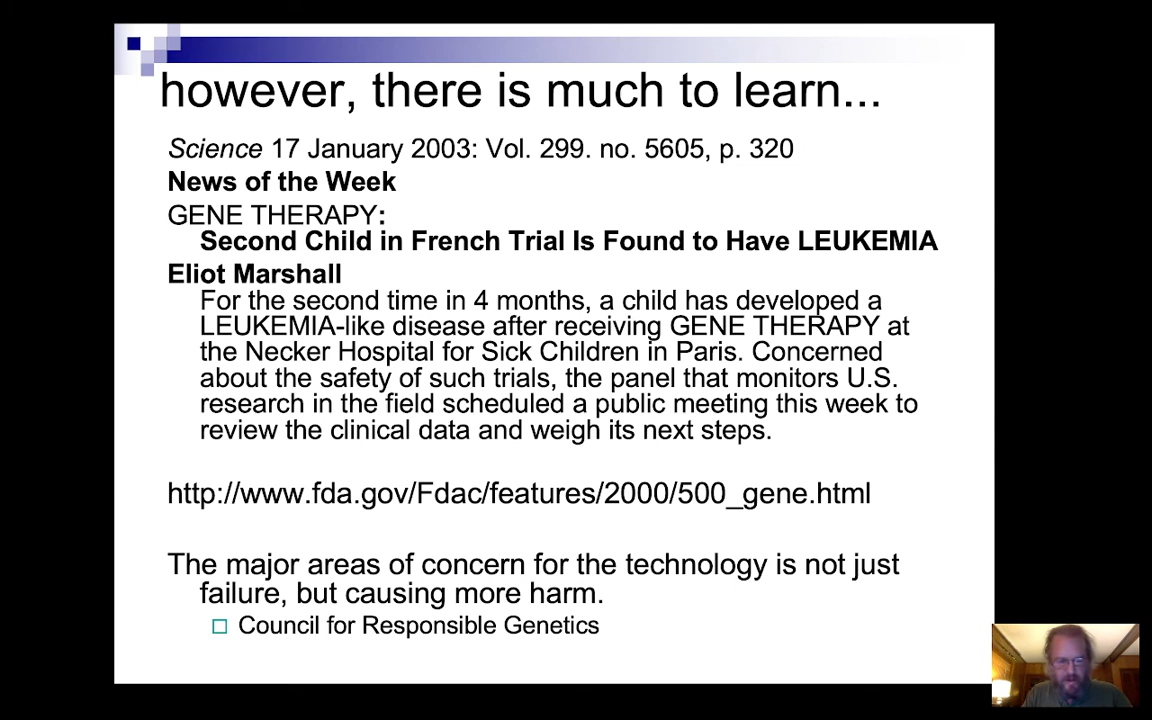 however, there is much to learn...
Science 17 January 2003: Vol. 299. no. 5605, p. 320
News of the Week
GENE THERAPY:
Second Child in French Trial Is Found to Have LEUKEMIA
Eliot Marshall
For the second time in 4 months, a child has developed a
LEUKEMIA-like disease after receiving GENE THERAPY at
the Necker Hospital for Sick Children in Paris. Concerned
about the safety of such trials, the panel that monitors U.S.
research in the field scheduled a public meeting this week to
review the clinical data and weigh its next steps.
http://www.fda.gov/Fdac/features/2000/500_gene.html
The major areas of concern for the technology is not just
failure, but causing more harm.
Council for Responsible Genetics